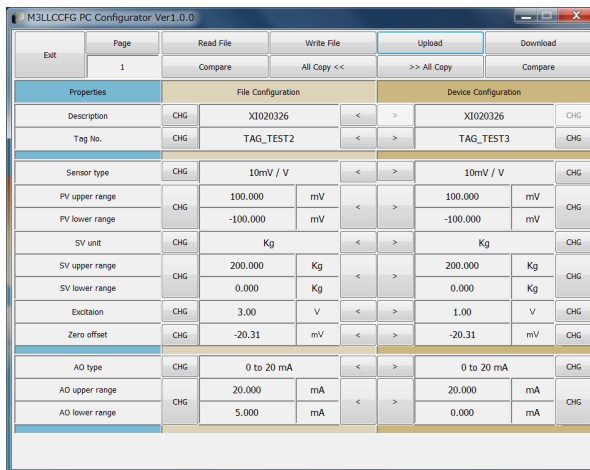 M3LLCCFG PC Configurator Ver1.0.0
Exit Page Read File Write File Upload Download
1 Compare All Copy << >> All Copy Compare
Properties File Configuration Device Configuration
Description CHG XI020326 < > XI020326 CHG
Tag No. CHG TAG_TEST2 < > TAG_TEST3 CHG
Sensor type CHG 10mV / V < > 10mV / V CHG
PV upper range CHG 100.000 mV < > 100.000 mV CHG
PV lower range -100.000 mV -100.000 mV
SV unit CHG Kg < > Kg CHG
SV upper range CHG 200.000 Kg < > 200.000 Kg CHG
SV lower range 0.000 Kg 0.000 Kg
Excitaion CHG 3.00 V < > 1.00 V CHG
Zero offset CHG -20.31 mV < > -20.31 mV CHG
AO type CHG 0 to 20 mA < > 0 to 20 mA CHG
AO upper range CHG 20.000 mA < > 20.000 mA CHG
AO lower range 5.000 mA 0.000 mA